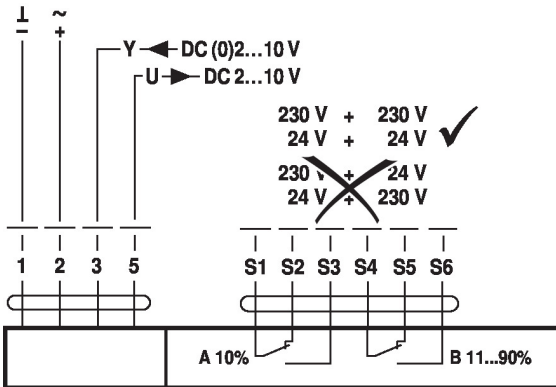 ⊥ ~
– +
Y DC (0)2...10 V
U DC 2...10 V
230 V + 230 V
24 V + 24 V
230 V + 24 V
24 V + 230 V
1 2 3 5 S1 S2 S3 S4 S5 S6
A 10% B 11...90%